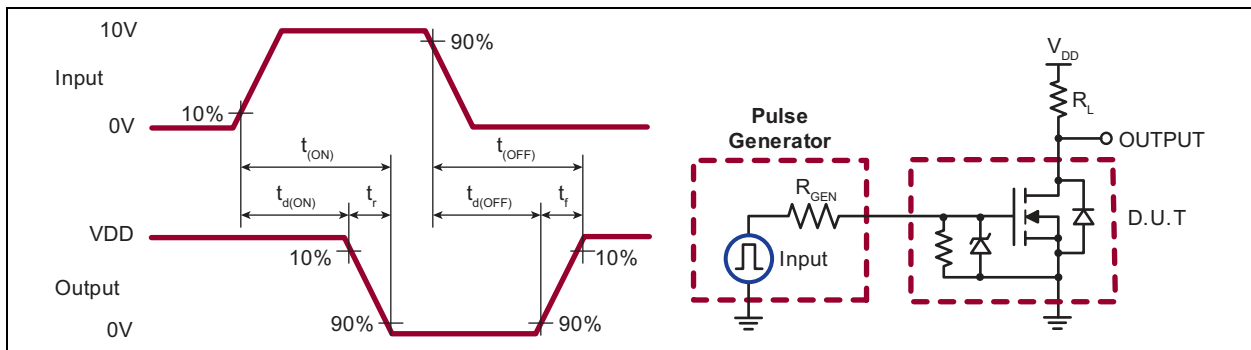 10V
Input
0V
10%
90%
t(ON)
t(OFF)
td(ON)
tr
td(OFF)
tf
VDD
Output
0V
10%
90%
90%
10%
Pulse
Generator
RGEN
Input
VDD
RL
OUTPUT
D.U.T